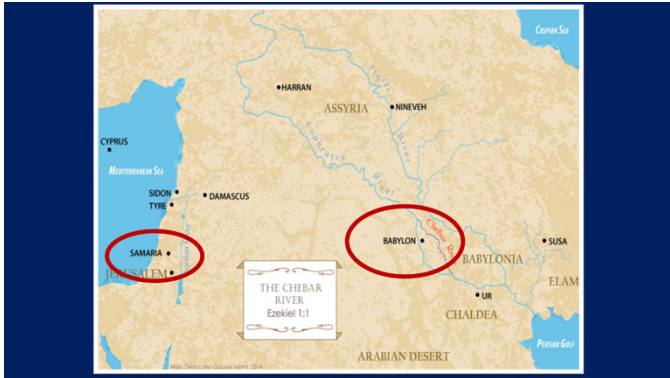 CASPIAN SEA
HARRAN
ASSYRIA
NINEVEH
Tigris
River
CYPRUS
MEDITERRANEAN SEA
Euphrates
River
SIDON
TYRE
DAMASCUS
SAMARIA
JERUSALEM
BABYLON
Chebar
BABYLONIA
SUSA
ELAM
THE CHEBAR
RIVER
Ezekiel 1:1
UR
CHALDEA
PERSIAN GULF
ARABIAN DESERT